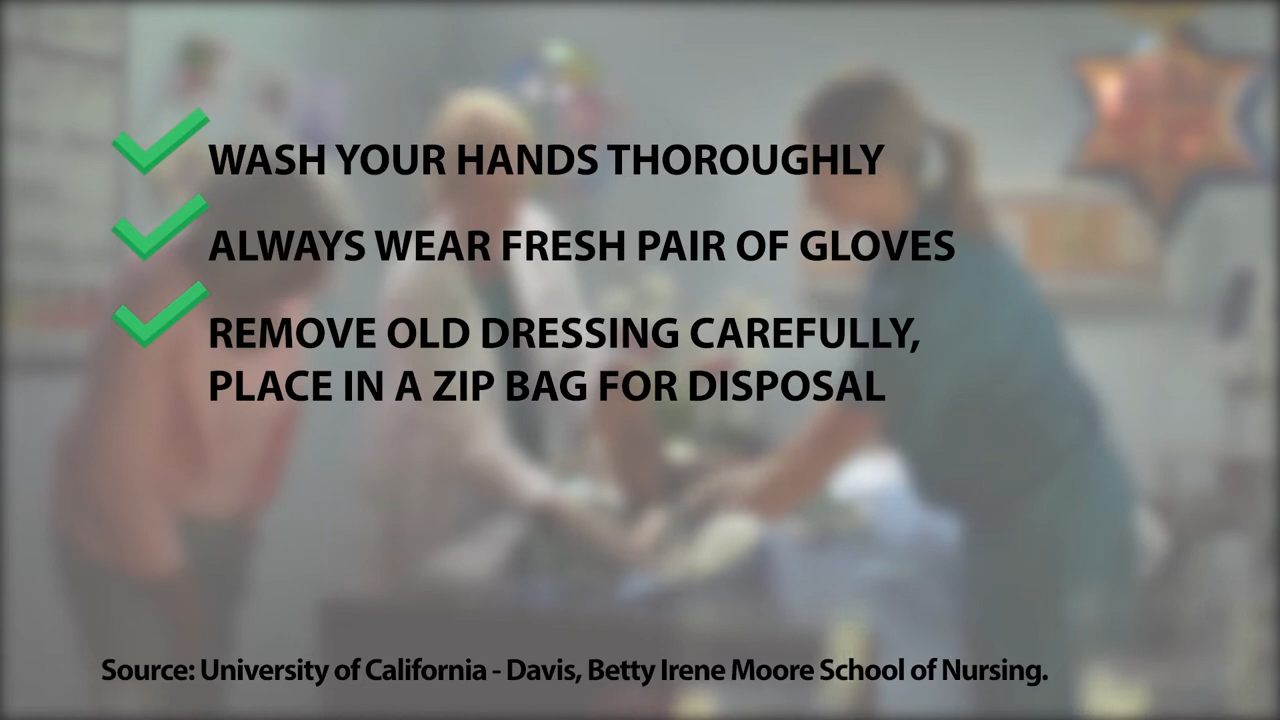 WASH YOUR HANDS THOROUGHLY
ALWAYS WEAR FRESH PAIR OF GLOVES
REMOVE OLD DRESSING CAREFULLY,
PLACE IN A ZIP BAG FOR DISPOSAL
Source: University of California - Davis, Betty Irene Moore School of Nursing.